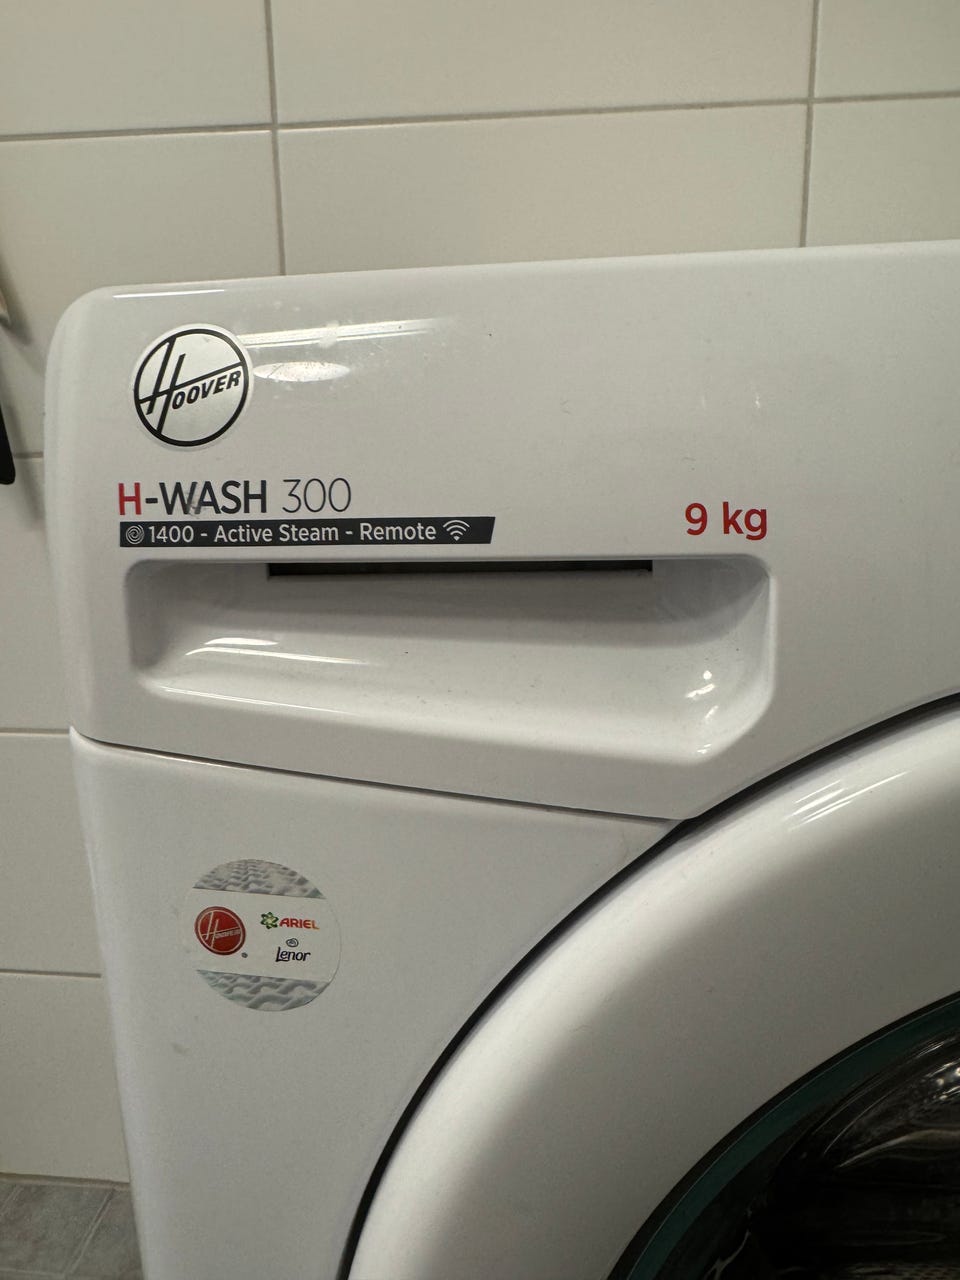 HOOVER
H-WASH 300
1400 - Active Steam - Remote
9 kg
HOOVER
ARIEL
Lenor